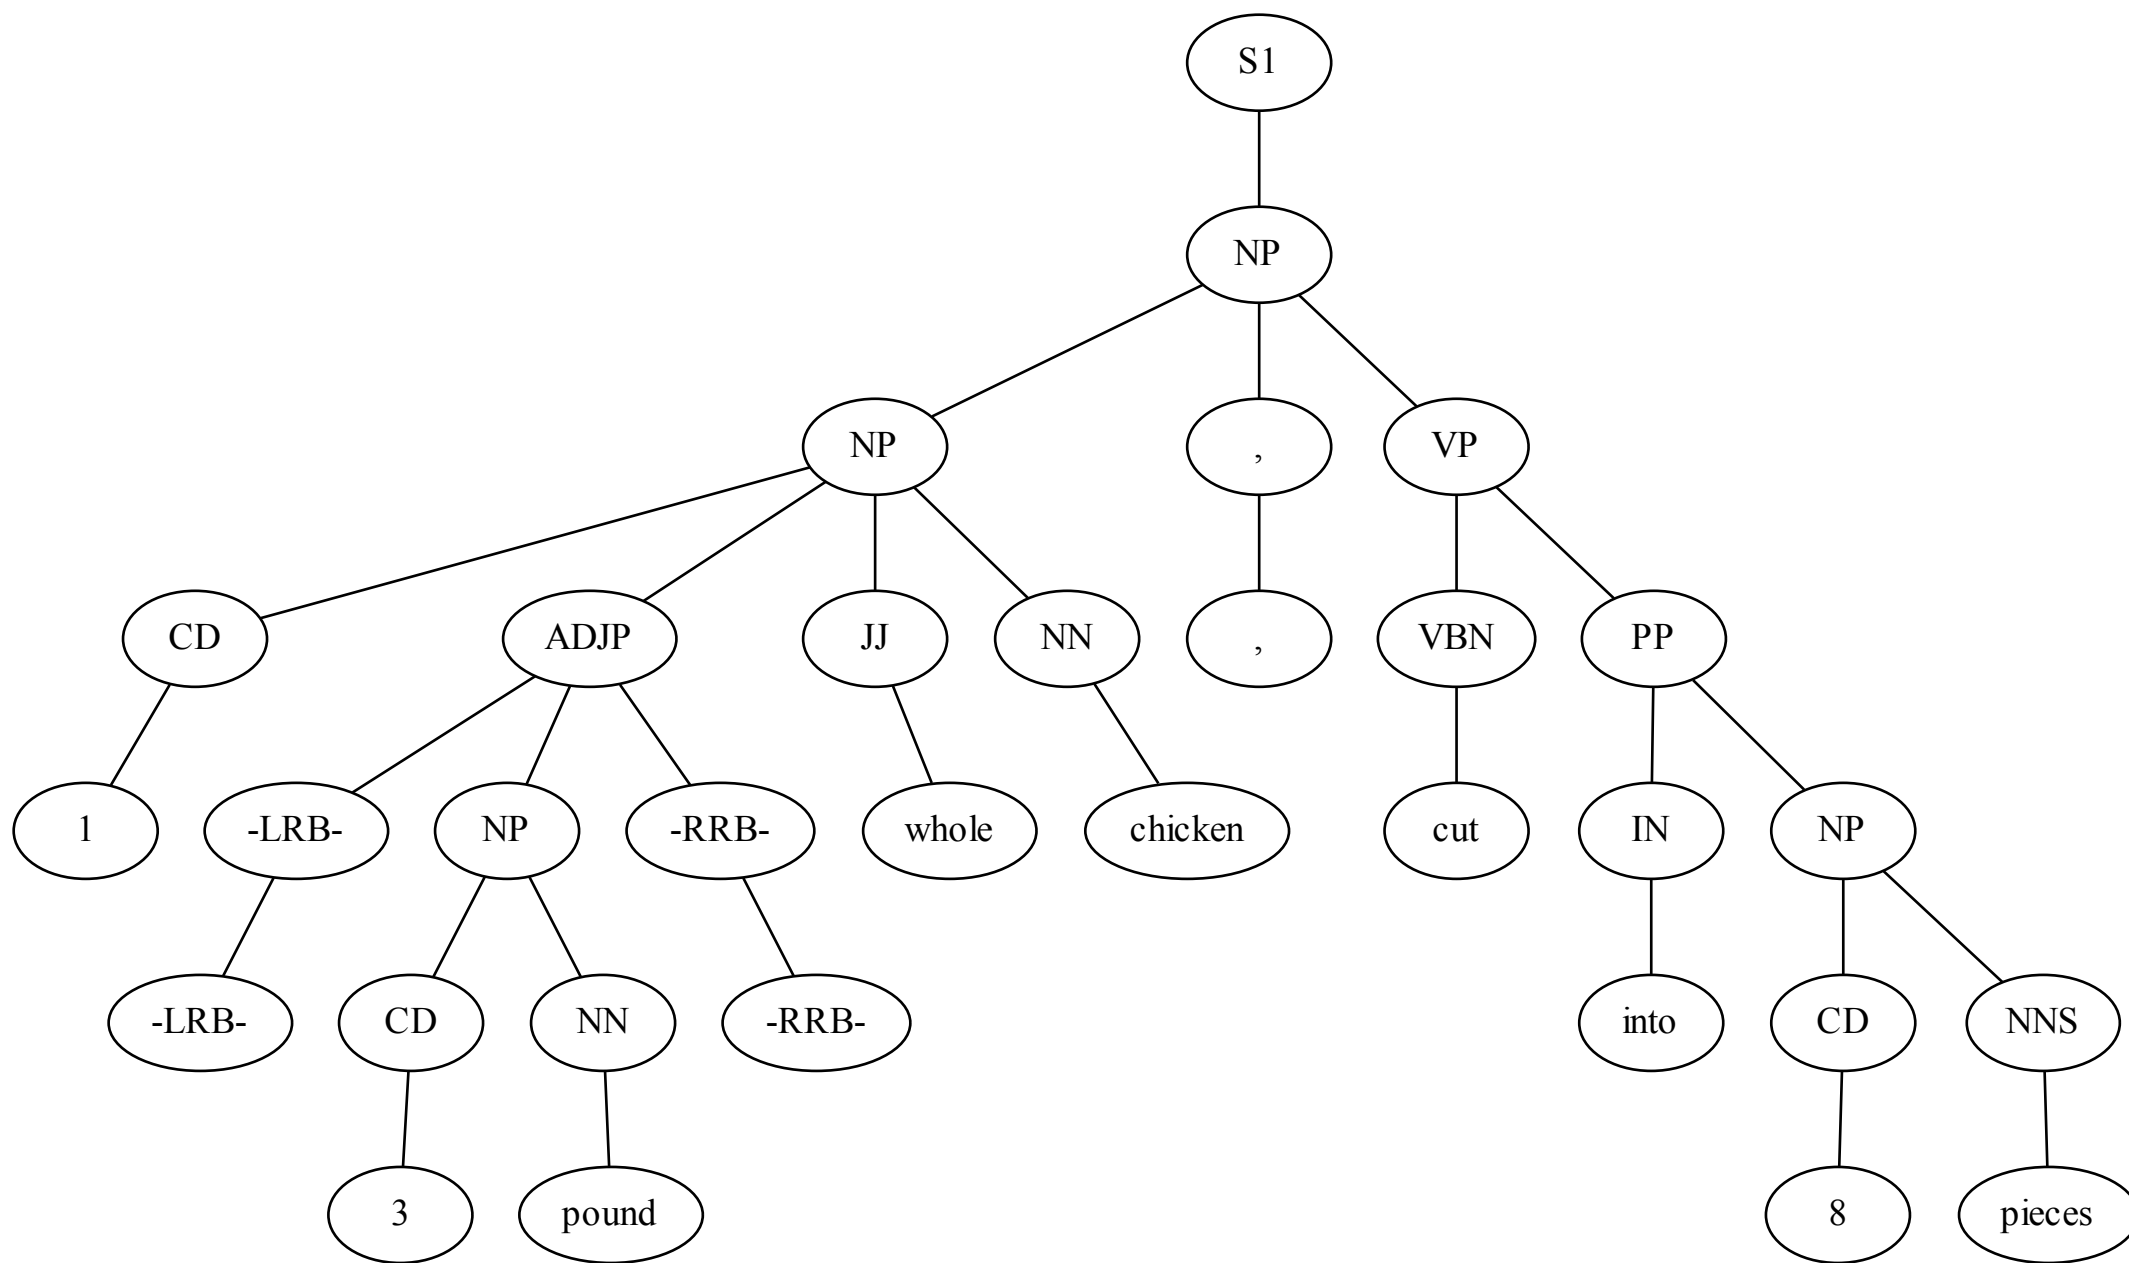 S1
NP
NP , VP
CD ADJP JJ NN , VBN PP
1 -LRB- NP -RRB- whole chicken cut IN NP
-LRB- CD NN -RRB- into CD NNS
3 pound 8 pieces